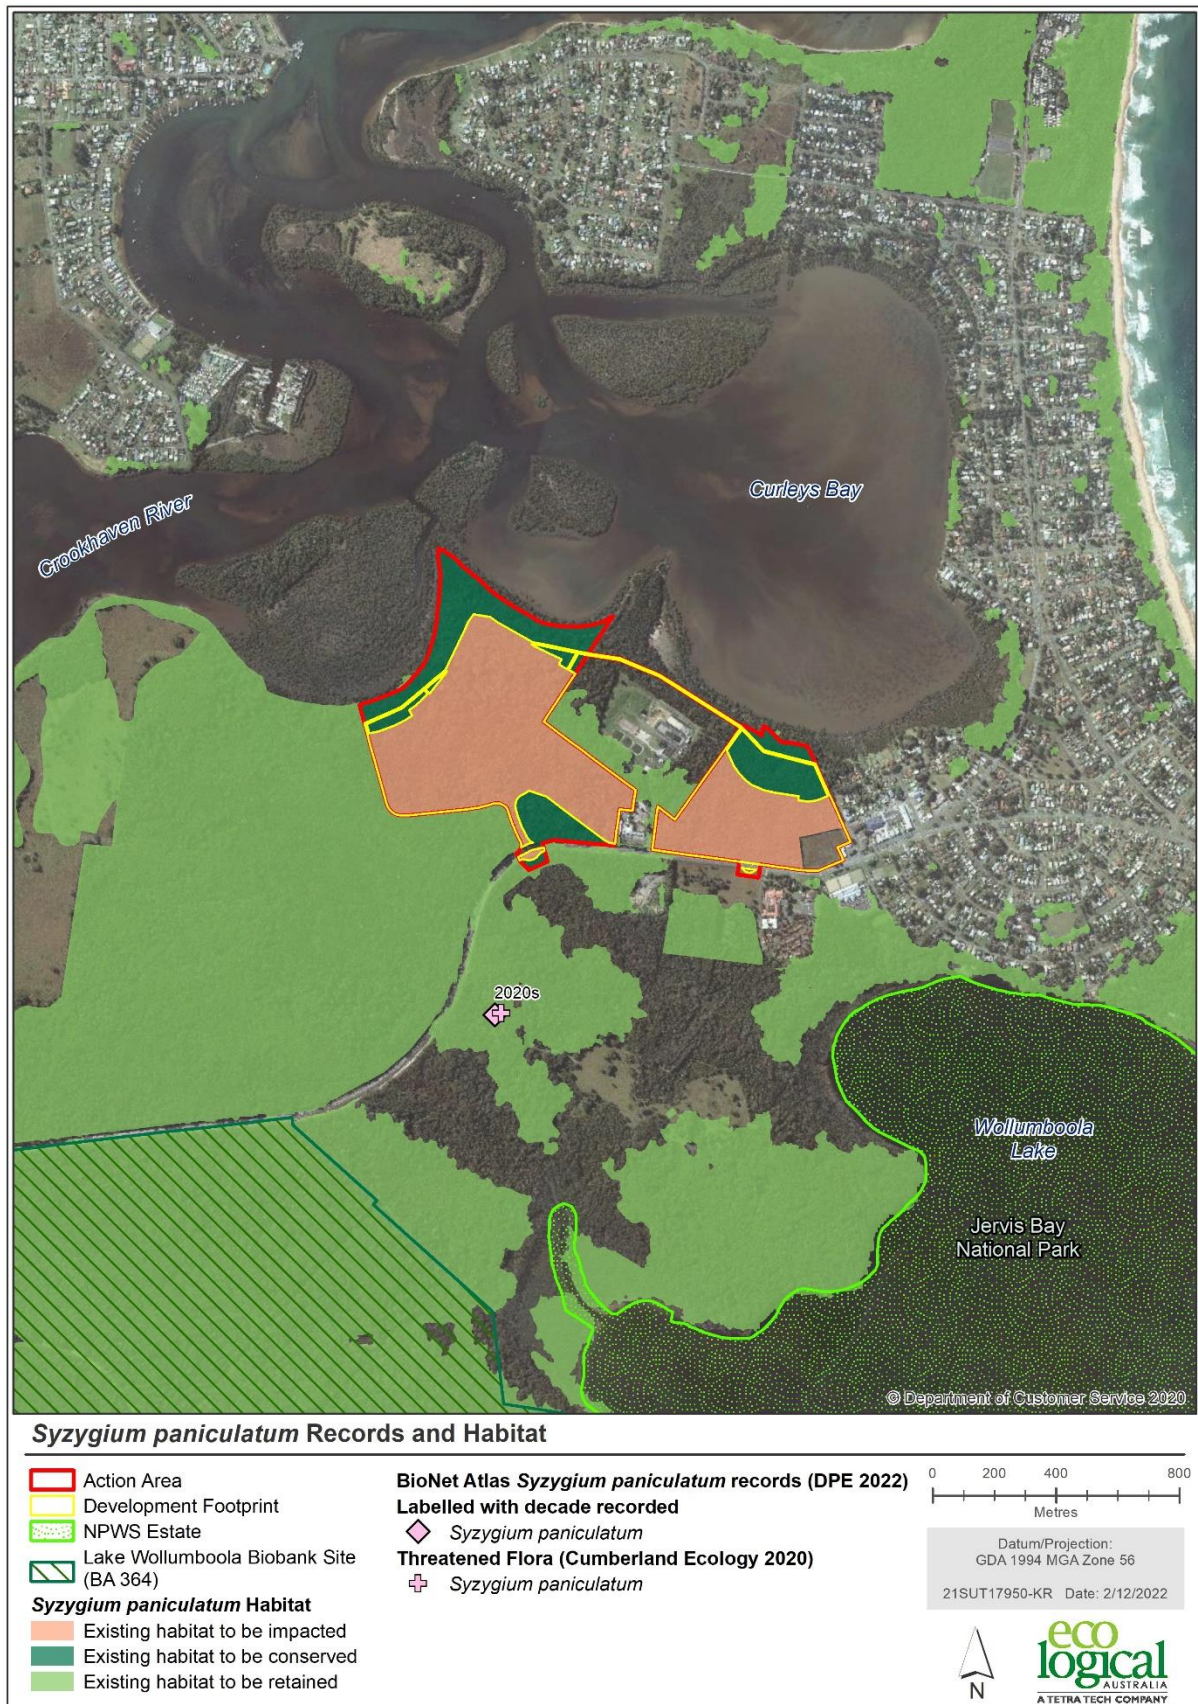 Crookhaven River
Curleys Bay
2020s
Wollumboola
Lake
Jervis Bay
National Park
© Department of Customer Service 2020
Syzygium paniculatum Records and Habitat
Action Area
Development Footprint
NPWS Estate
Lake Wollumboola Biobank Site
(BA 364)
Syzygium paniculatum Habitat
Existing habitat to be impacted
Existing habitat to be conserved
Existing habitat to be retained
BioNet Atlas Syzygium paniculatum records (DPE 2022)
Labelled with decade recorded
Syzygium paniculatum
Threatened Flora (Cumberland Ecology 2020)
Syzygium paniculatum
0 200 400 800
Metres
Datum/Projection:
GDA 1994 MGA Zone 56
21SUT17950-KR Date: 2/12/2022
N
eco
logical
AUSTRALIA
A TETRA TECH COMPANY